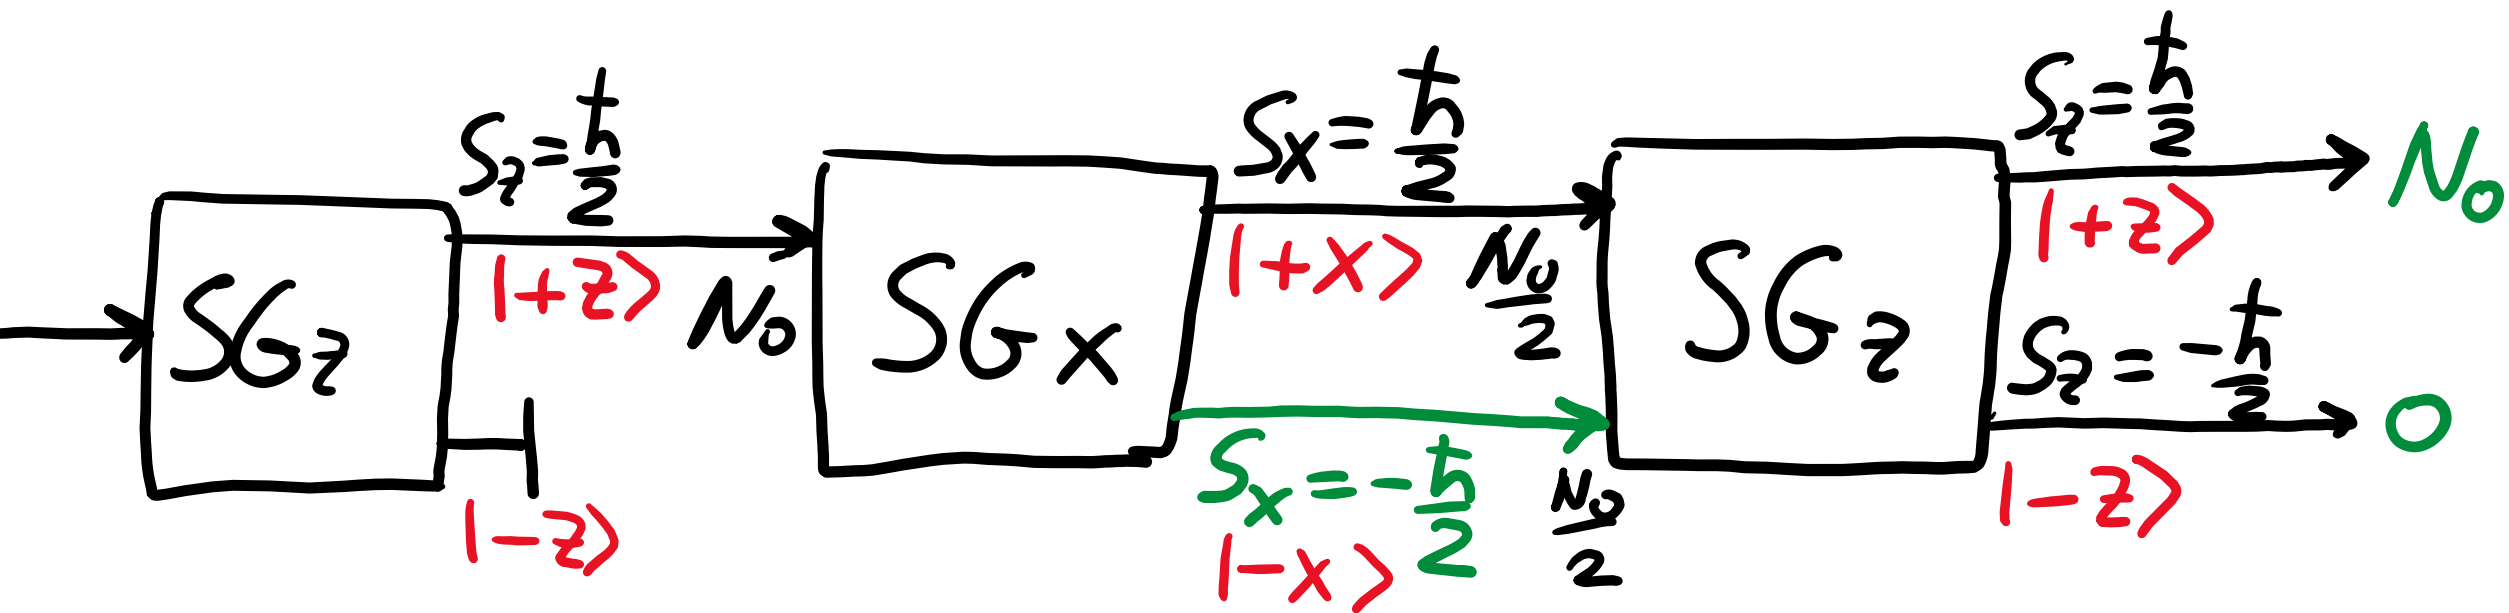 SGz
Sz = ħ/2
|+z⟩
N₀
|-z⟩
SGx
Sx = ħ/2
|+x⟩
N₀/2
Sx = -ħ/2
|-x⟩
N₀/2
SGz
Sz = ħ/2
N₀
|+z⟩
Sz = -ħ/2
0
|-z⟩